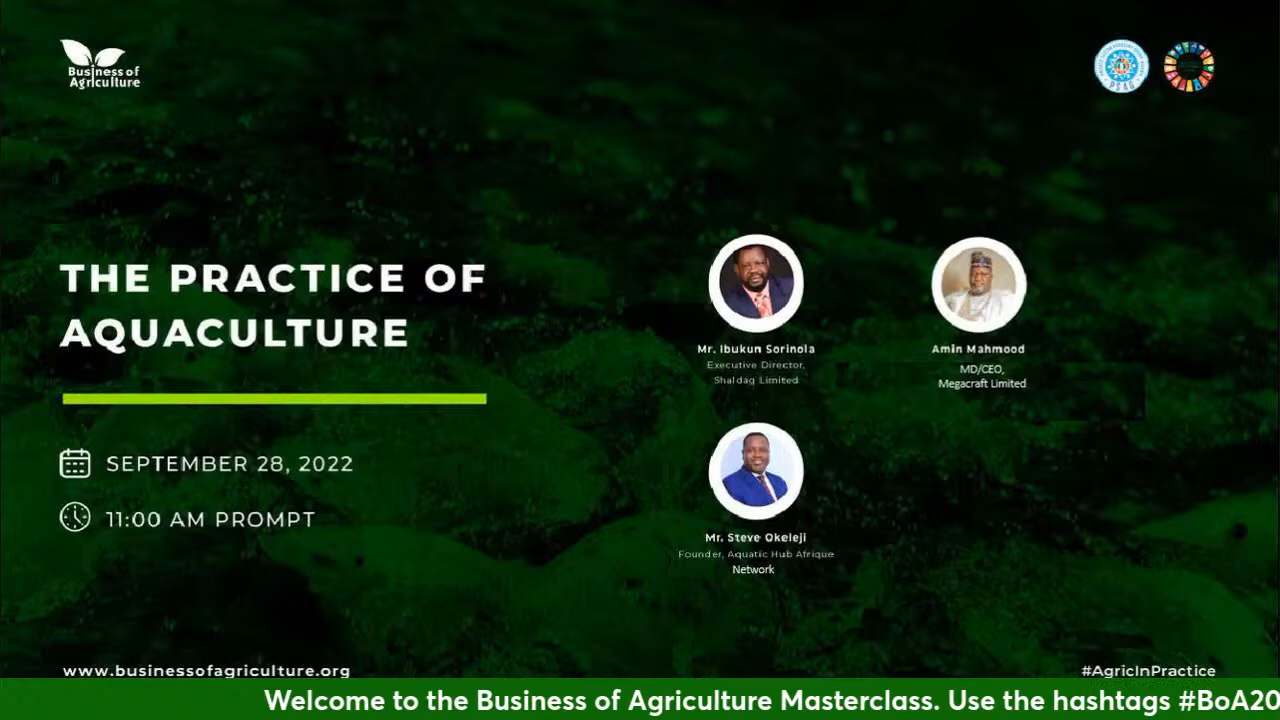 Business of
Agriculture
PSAG
THE PRACTICE OF
AQUACULTURE
SEPTEMBER 28, 2022
11:00 AM PROMPT
Mr. Ibukun Sorinola
Executive Director,
Shaldag Limited
Amin Mahmood
MD/CEO,
Megacraft Limited
Mr. Steve Okeleji
Founder, Aquatic Hub Afrique
Network
www.businessofagriculture.org
#AgricInPractice
Welcome to the Business of Agriculture Masterclass. Use the hashtags #BoA20